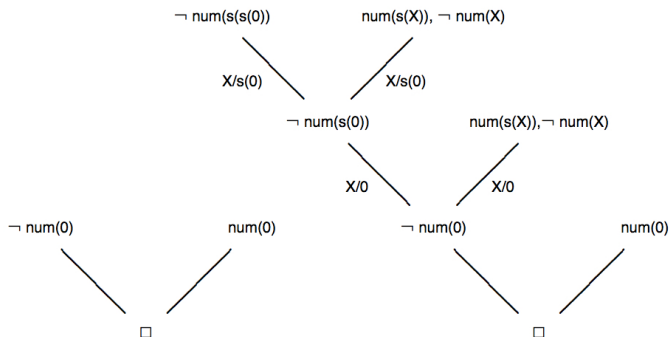 ¬ num(s(s(0)) num(s(X)), ¬ num(X)
X/s(0) X/s(0)
¬ num(s(0)) num(s(X)),¬ num(X)
X/0 X/0
¬ num(0) num(0) ¬ num(0) num(0)
□ □